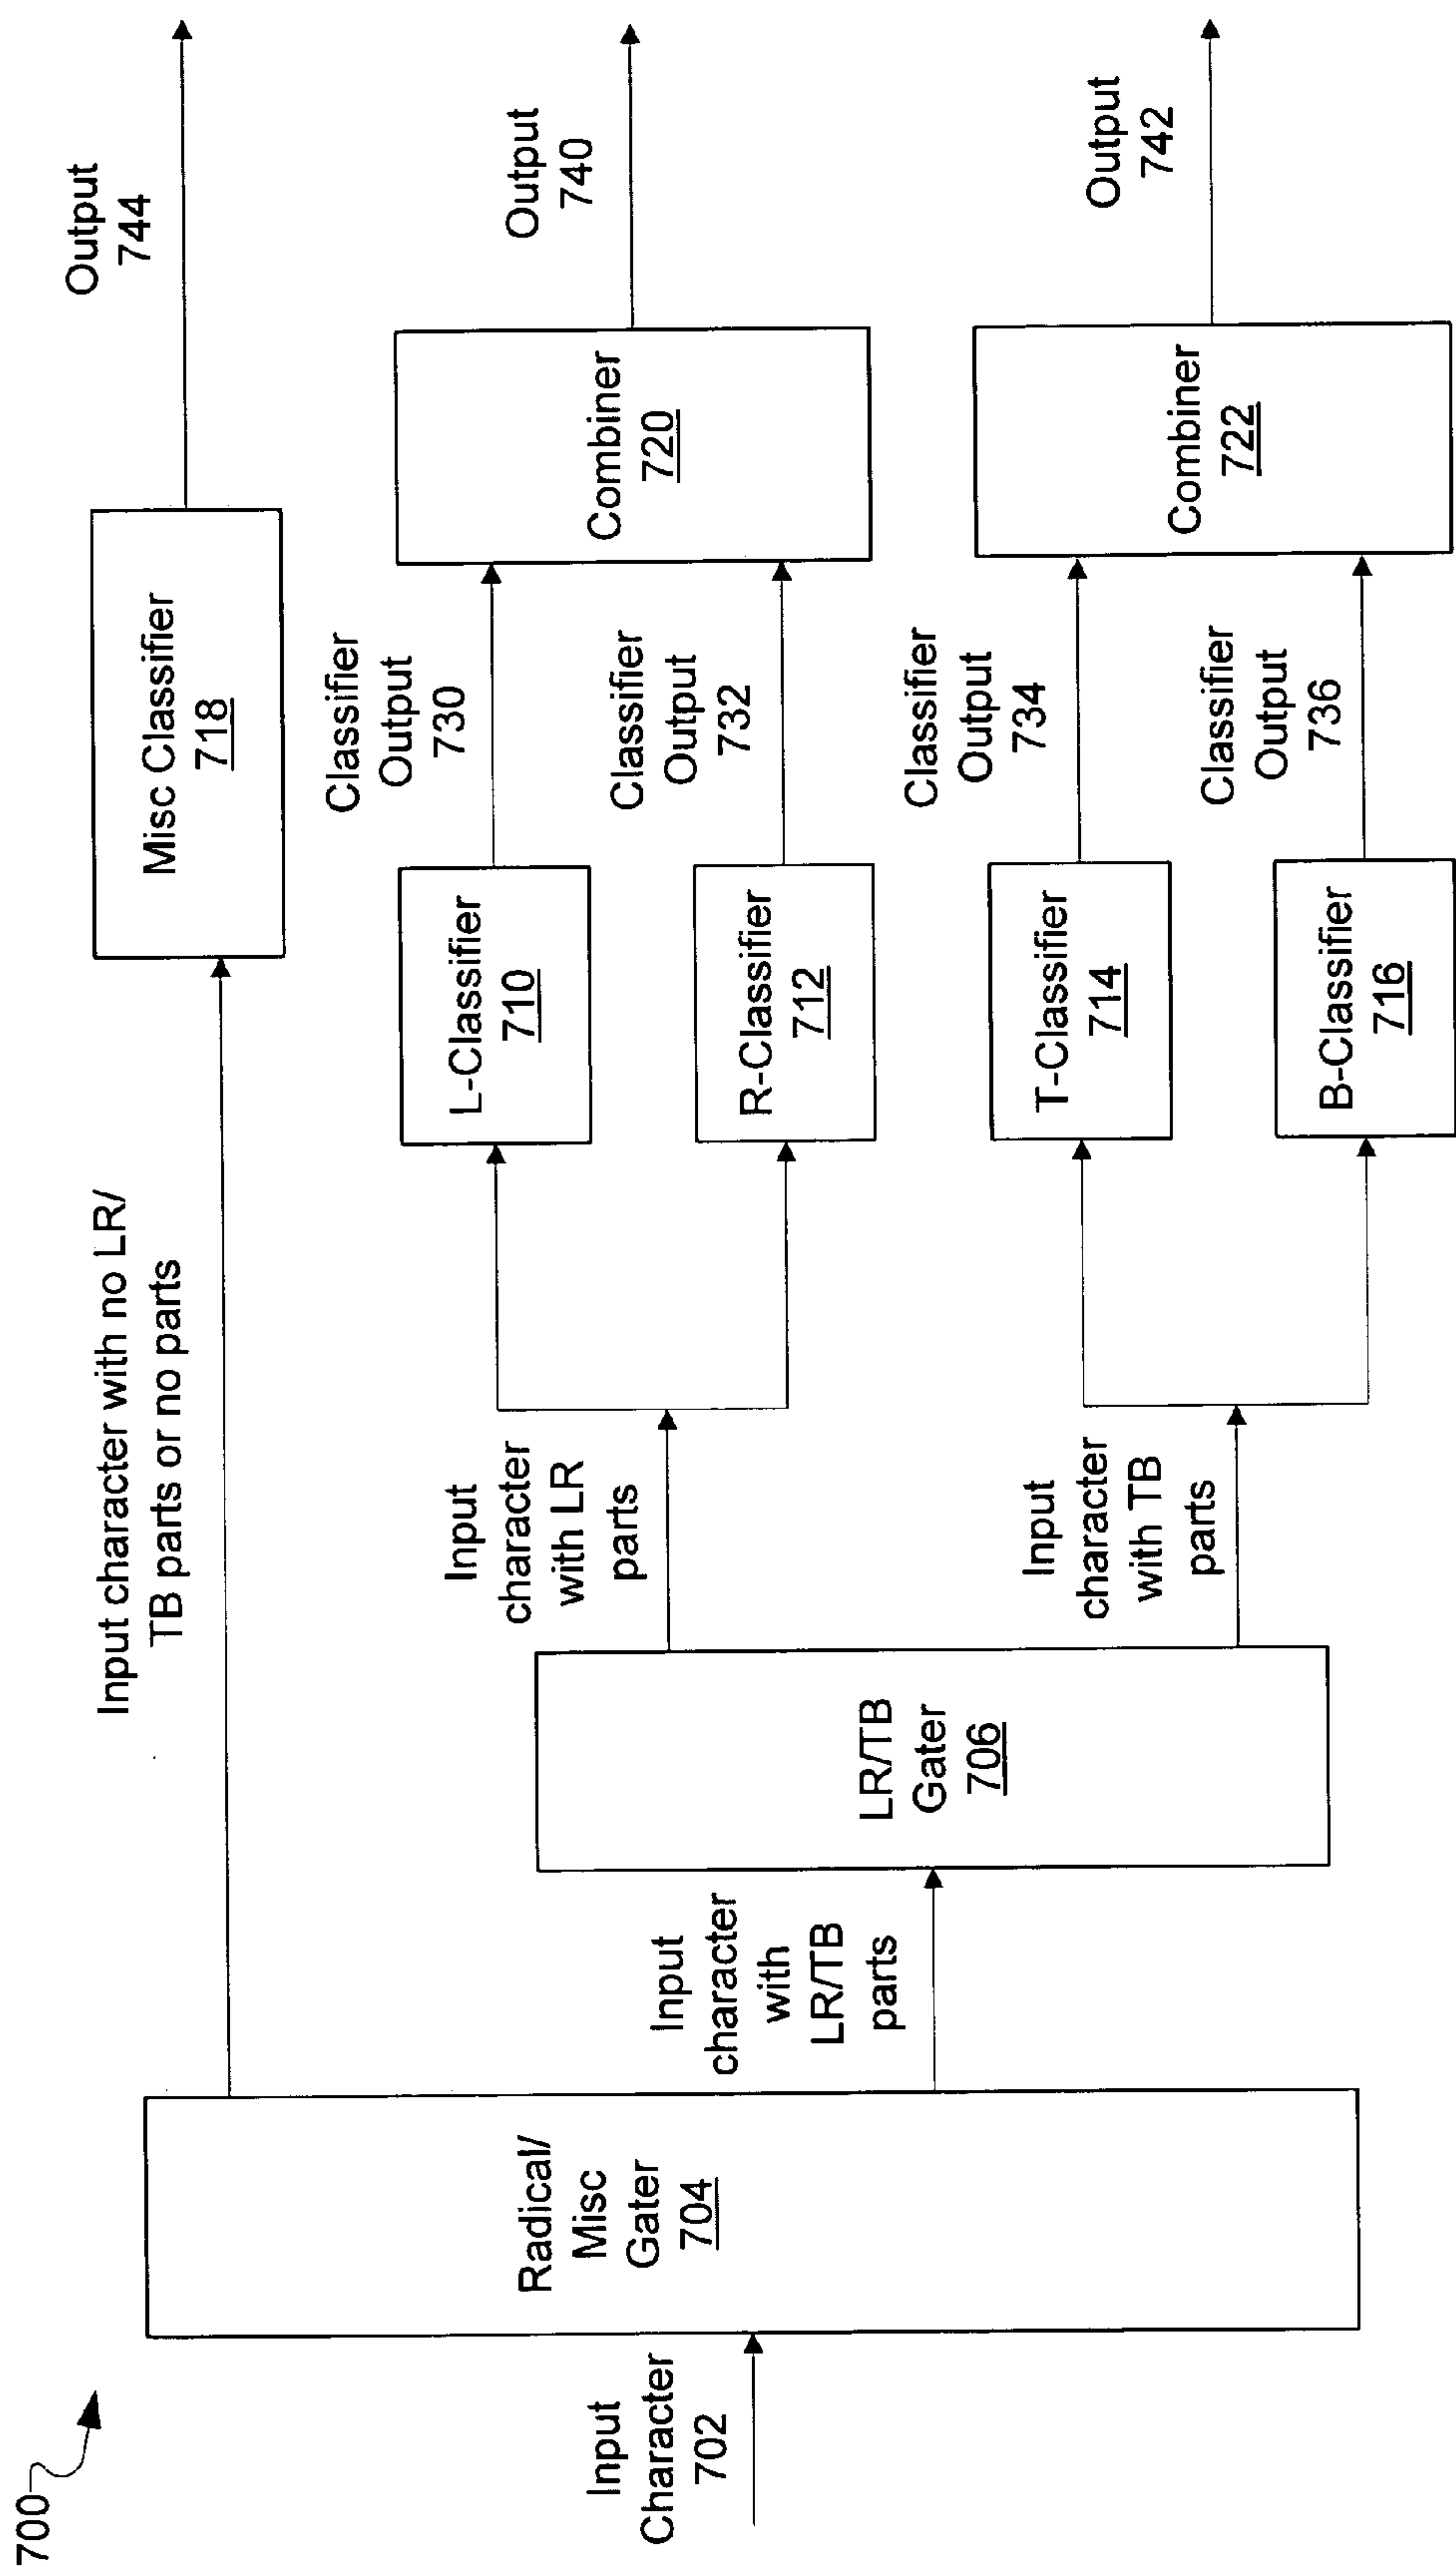 700
Input
Character
702
Radical/
Misc
Gater
704
Input character with no LR/
TB parts or no parts
Misc Classifier
718
Output
744
Input
character
with
LR/TB
parts
LR/TB
Gater
706
Input
character
with LR
parts
L-Classifier
710
Classifier
Output
730
R-Classifier
712
Classifier
Output
732
Combiner
720
Output
740
Input
character
with TB
parts
T-Classifier
714
Classifier
Output
734
B-Classifier
716
Classifier
Output
736
Combiner
722
Output
742